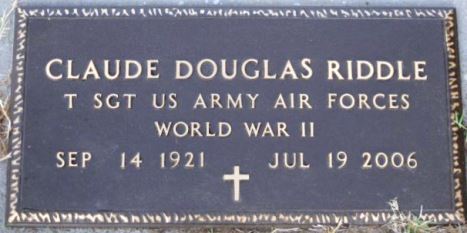 CLAUDE DOUGLAS RIDDLE
T SGT US ARMY AIR FORCES
WORLD WAR II
SEP 14 1921 JUL 19 2006